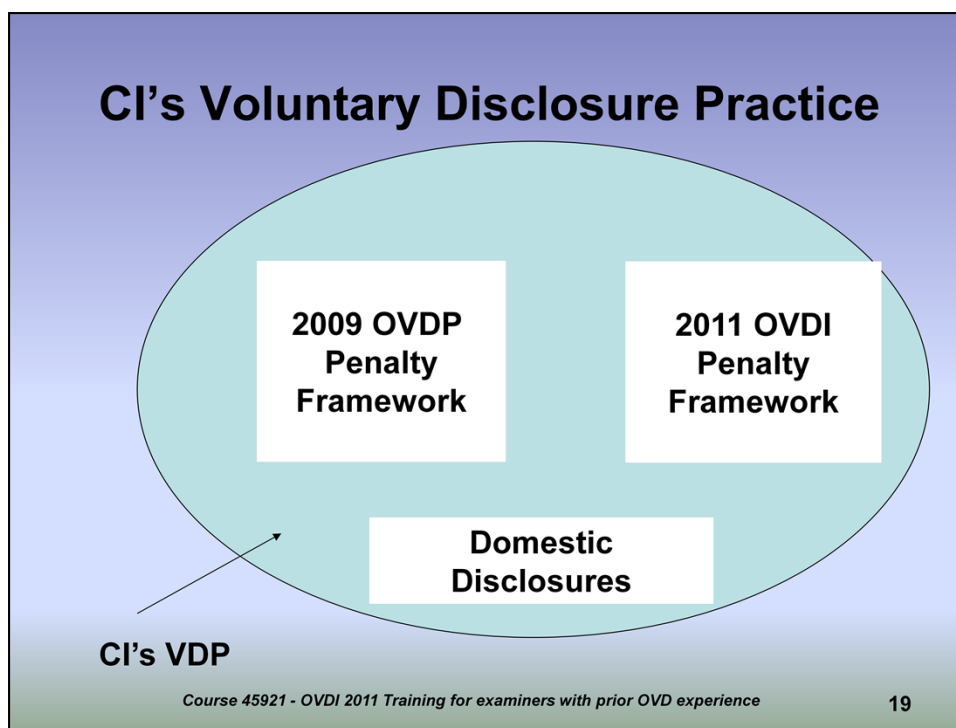 CI’s Voluntary Disclosure Practice
2009 OVDP
Penalty
Framework
2011 OVDI
Penalty
Framework
Domestic
Disclosures
CI’s VDP
Course 45921 - OVDI 2011 Training for examiners with prior OVD experience
19